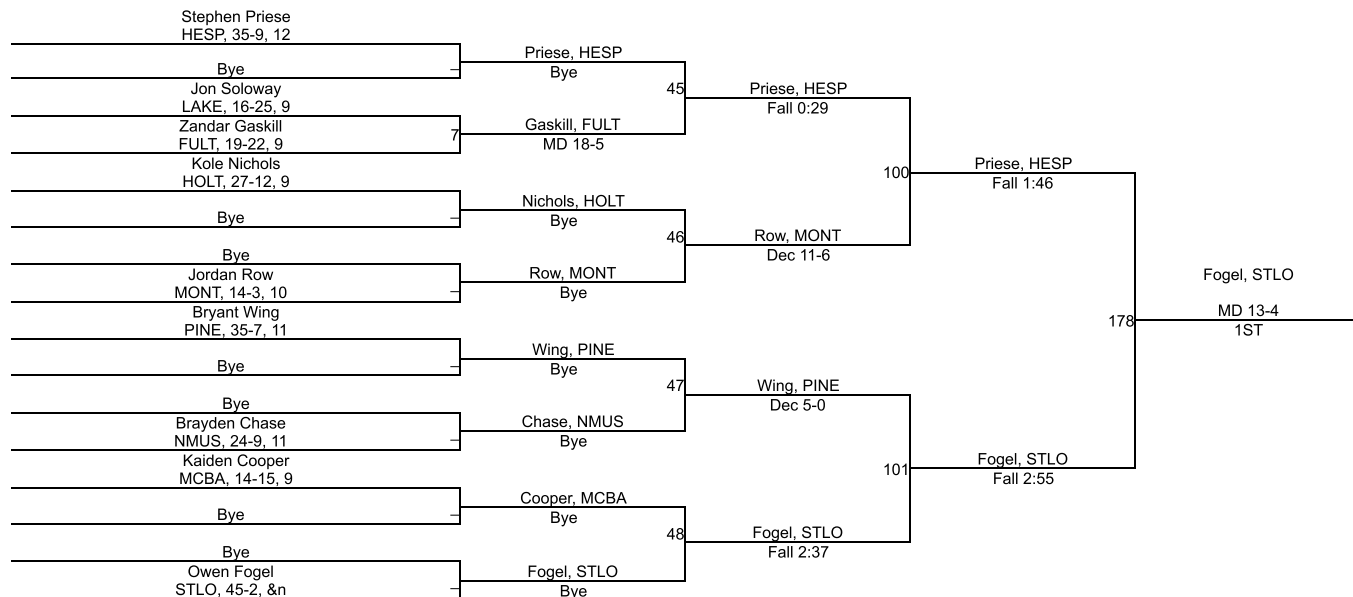 Stephen Priese
HESP, 35-9, 12
Bye
–
Jon Soloway
LAKE, 16-25, 9
Zandar Gaskill
FULT, 19-22, 9
7
Kole Nichols
HOLT, 27-12, 9
Bye
–
Bye
Jordan Row
MONT, 14-3, 10
–
Bryant Wing
PINE, 35-7, 11
Bye
–
Bye
Brayden Chase
NMUS, 24-9, 11
–
Kaiden Cooper
MCBA, 14-15, 9
Bye
–
Bye
Owen Fogel
STLO, 45-2, &n
–
Priese, HESP
Bye
45
Gaskill, FULT
MD 18-5
Nichols, HOLT
Bye
46
Row, MONT
Bye
Wing, PINE
Bye
47
Chase, NMUS
Bye
Cooper, MCBA
Bye
48
Fogel, STLO
Bye
Priese, HESP
Fall 0:29
100
Row, MONT
Dec 11-6
Wing, PINE
Dec 5-0
101
Fogel, STLO
Fall 2:37
Priese, HESP
Fall 1:46
178
Fogel, STLO
Fall 2:55
Fogel, STLO
MD 13-4
1ST